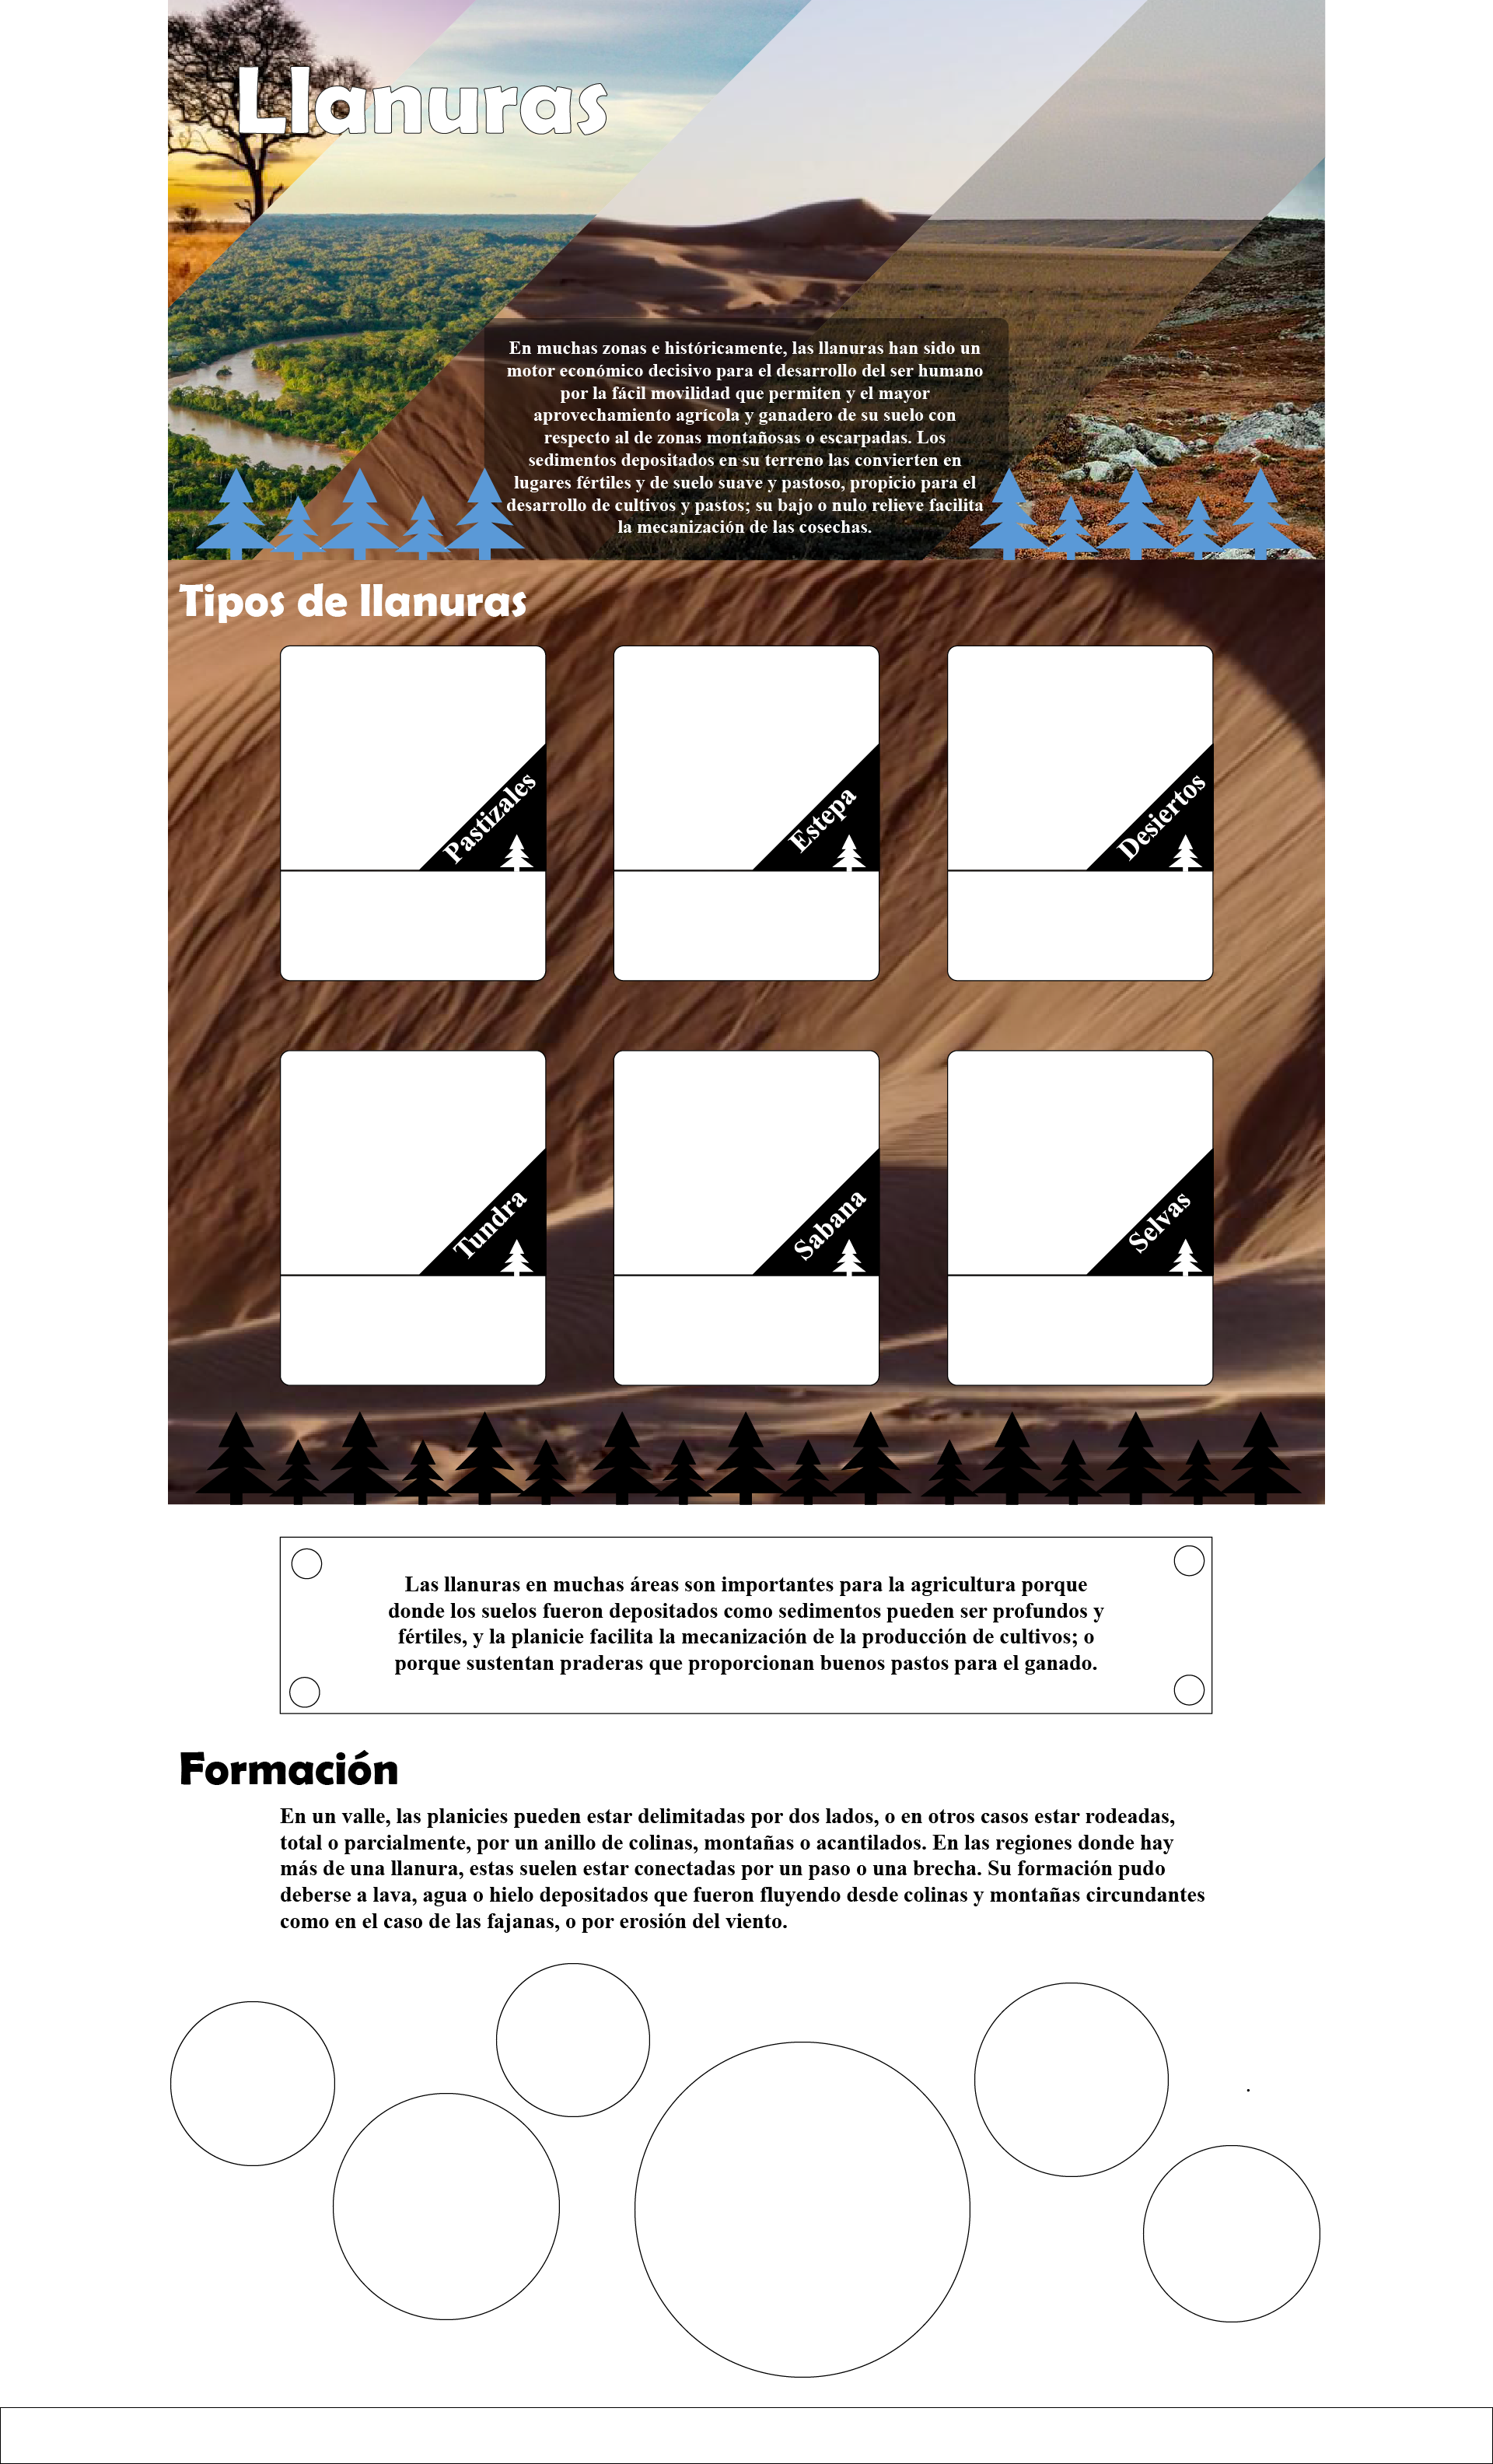 Llanuras
En muchas zonas e históricamente, las llanuras han sido un
motor económico decisivo para el desarrollo del ser humano
por la fácil movilidad que permiten y el mayor
aprovechamiento agrícola y ganadero de su suelo con
respecto al de zonas montañosas o escarpadas. Los
sedimentos depositados en su terreno las convierten en
lugares fértiles y de suelo suave y pastoso, propicio para el
desarrollo de cultivos y pastos; su bajo o nulo relieve facilita
la mecanización de las cosechas.
Tipos de llanuras
Pastizales
Estepa
Desiertos
Tundra
Sabana
Selvas
Las llanuras en muchas áreas son importantes para la agricultura porque
donde los suelos fueron depositados como sedimentos pueden ser profundos y
fértiles, y la planicie facilita la mecanización de la producción de cultivos; o
porque sustentan praderas que proporcionan buenos pastos para el ganado.
Formación
En un valle, las planicies pueden estar delimitadas por dos lados, o en otros casos estar rodeadas,
total o parcialmente, por un anillo de colinas, montañas o acantilados. En las regiones donde hay
más de una llanura, estas suelen estar conectadas por un paso o una brecha. Su formación pudo
deberse a lava, agua o hielo depositados que fueron fluyendo desde colinas y montañas circundantes
como en el caso de las fajanas, o por erosión del viento.